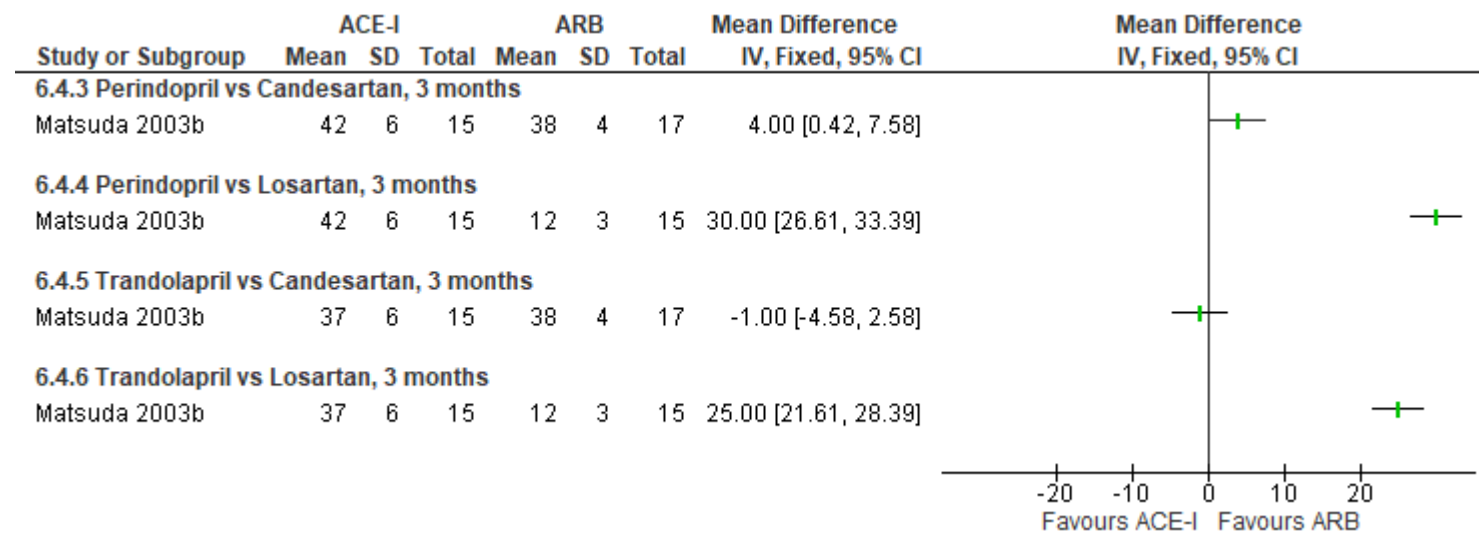 ACE-I ARB Mean Difference Mean Difference
Study or Subgroup Mean SD Total Mean SD Total IV, Fixed, 95% CI IV, Fixed, 95% CI
6.4.3 Perindopril vs Candesartan, 3 months
Matsuda 2003b 42 6 15 38 4 17 4.00 [0.42, 7.58]
6.4.4 Perindopril vs Losartan, 3 months
Matsuda 2003b 42 6 15 12 3 15 30.00 [26.61, 33.39]
6.4.5 Trandolapril vs Candesartan, 3 months
Matsuda 2003b 37 6 15 38 4 17 -1.00 [-4.58, 2.58]
6.4.6 Trandolapril vs Losartan, 3 months
Matsuda 2003b 37 6 15 12 3 15 25.00 [21.61, 28.39]
-20 -10 0 10 20
Favours ACE-I Favours ARB